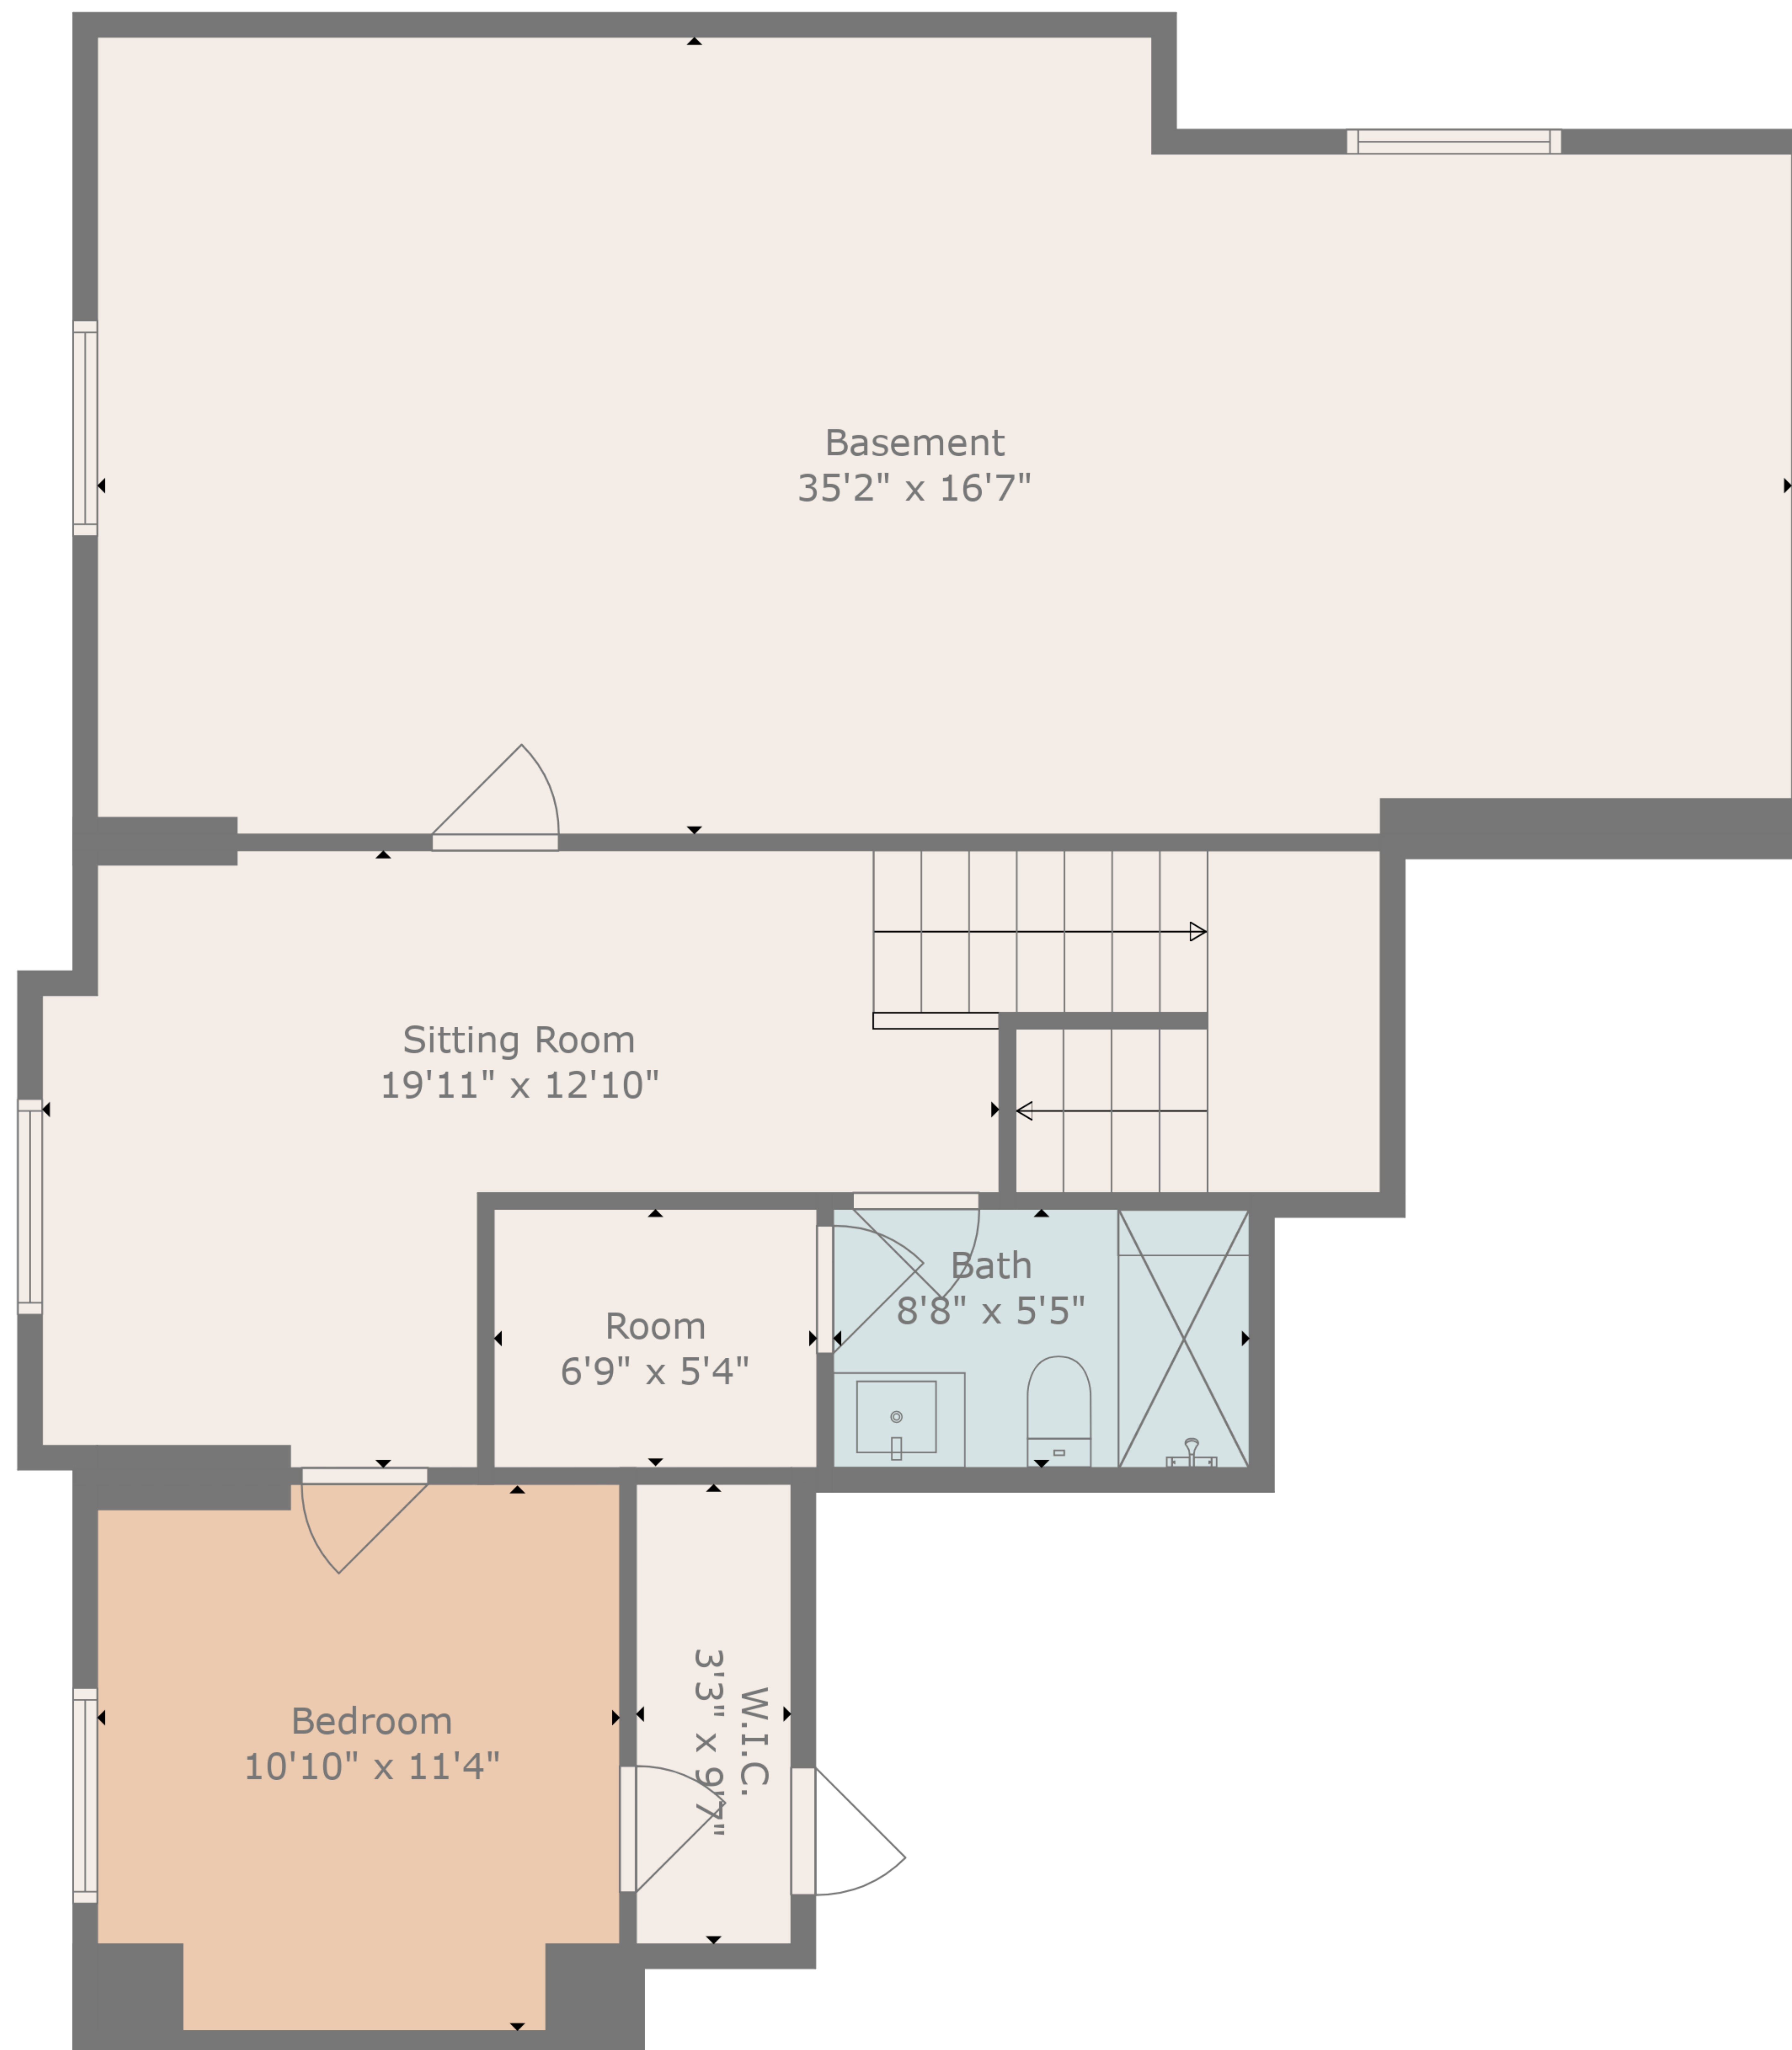 Basement
35'2" x 16'7"
Sitting Room
19'11" x 12'10"
Bath
8'8" x 5'5"
Room
6'9" x 5'4"
W.I.C.
3'3" x 9'7"
Bedroom
10'10" x 11'4"